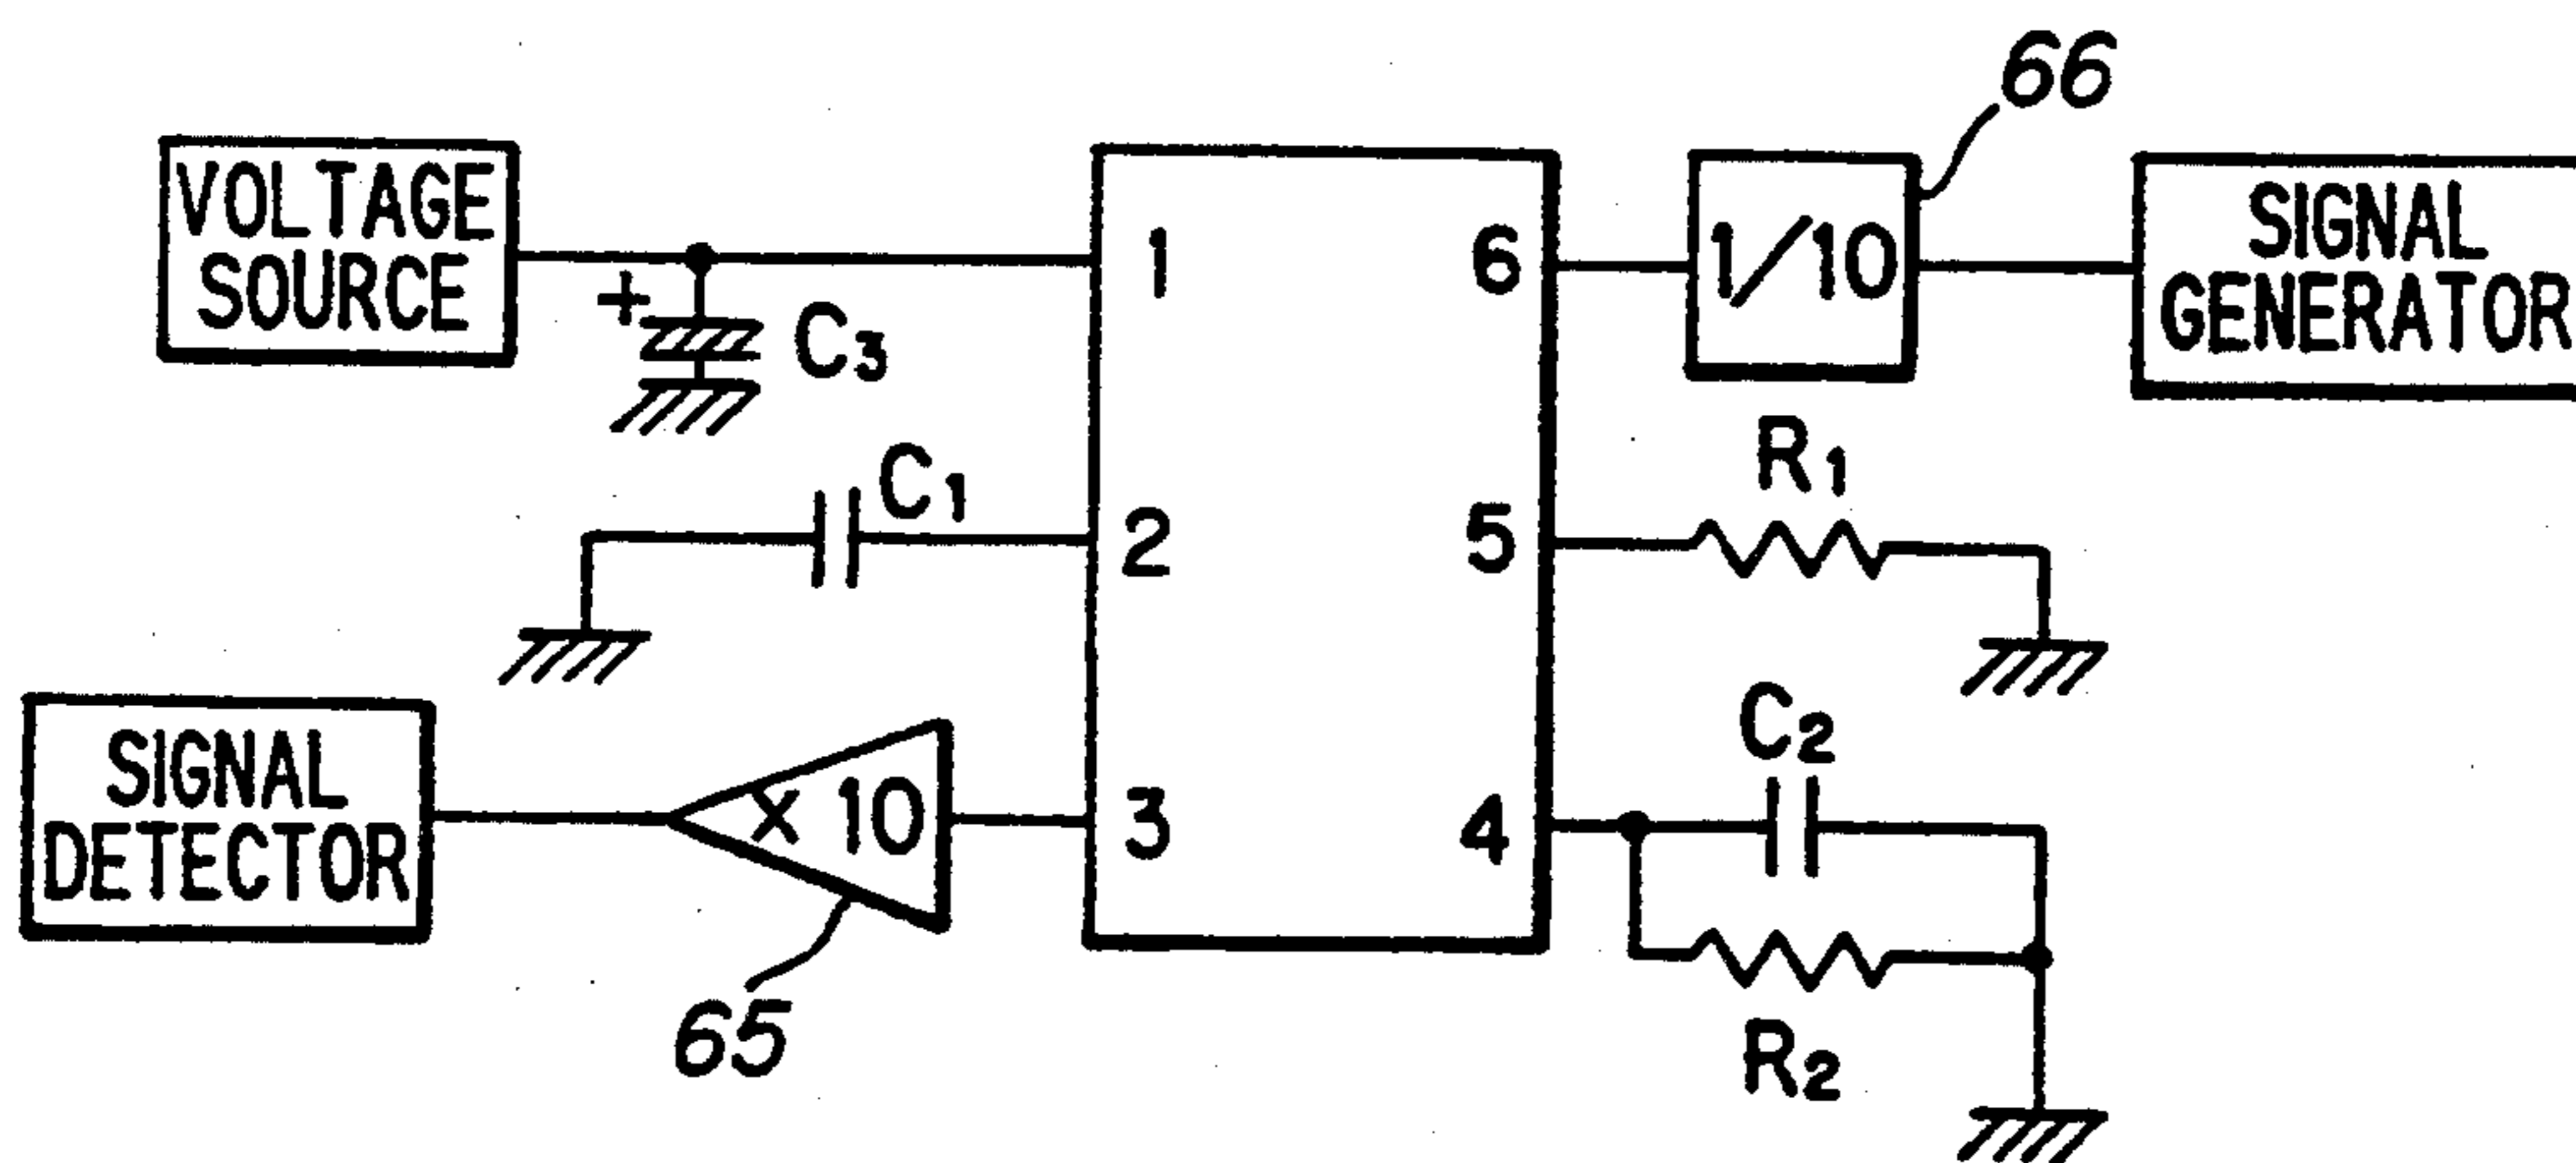 66
VOLTAGE
SOURCE
SIGNAL
GENERATOR
1
6
1/10
+
C3
R1
C1
2
5
C2
SIGNAL
DETECTOR
x 10
3
4
65
R2